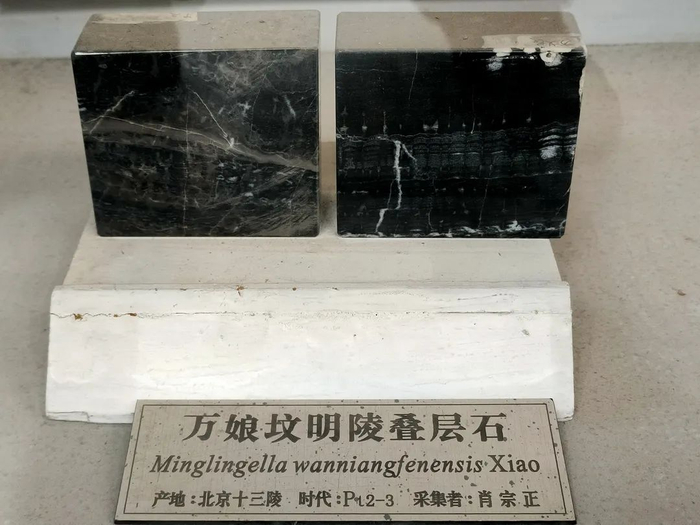 万娘坟明陵叠层石
Minglingella wanniangfenensis Xiao
产地：北京十三陵 时代：Pt2-3 采集者：肖宗正